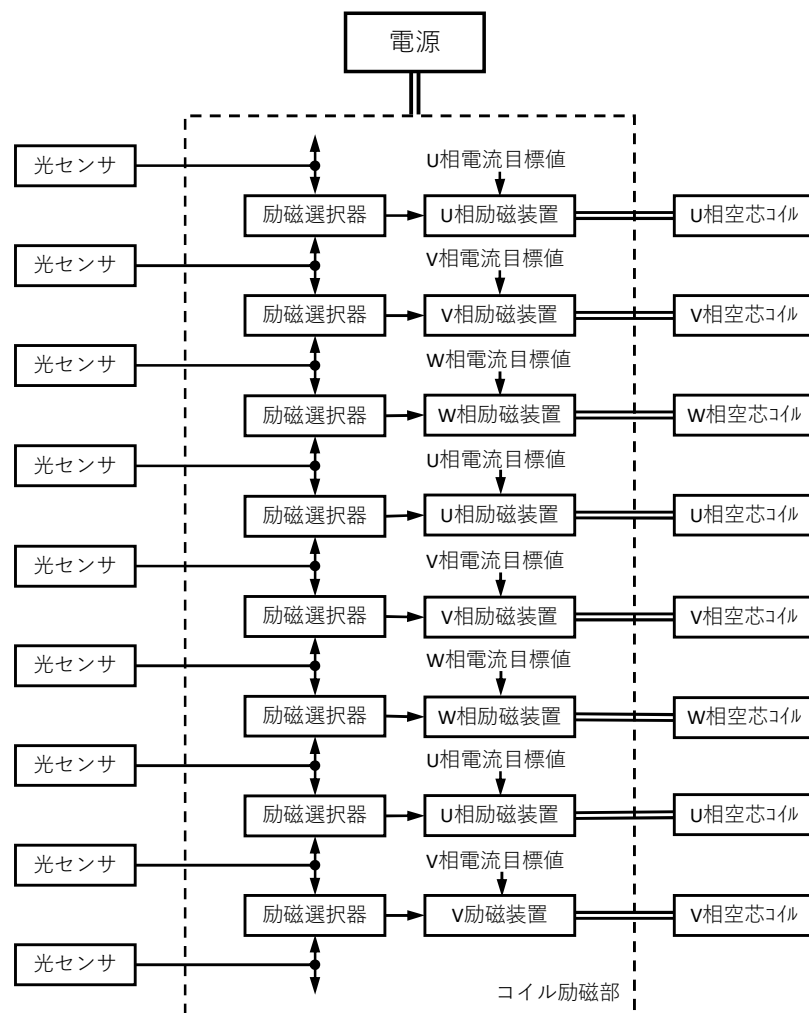 電源
光センサ
U相電流目標値
励磁選択器
U相励磁装置
U相空芯コイル
光センサ
V相電流目標値
励磁選択器
V相励磁装置
V相空芯コイル
光センサ
W相電流目標値
励磁選択器
W相励磁装置
W相空芯コイル
光センサ
U相電流目標値
励磁選択器
U相励磁装置
U相空芯コイル
光センサ
V相電流目標値
励磁選択器
V相励磁装置
V相空芯コイル
光センサ
W相電流目標値
励磁選択器
W相励磁装置
W相空芯コイル
光センサ
U相電流目標値
励磁選択器
U相励磁装置
U相空芯コイル
光センサ
V相電流目標値
励磁選択器
V励磁装置
V相空芯コイル
光センサ
コイル励磁部